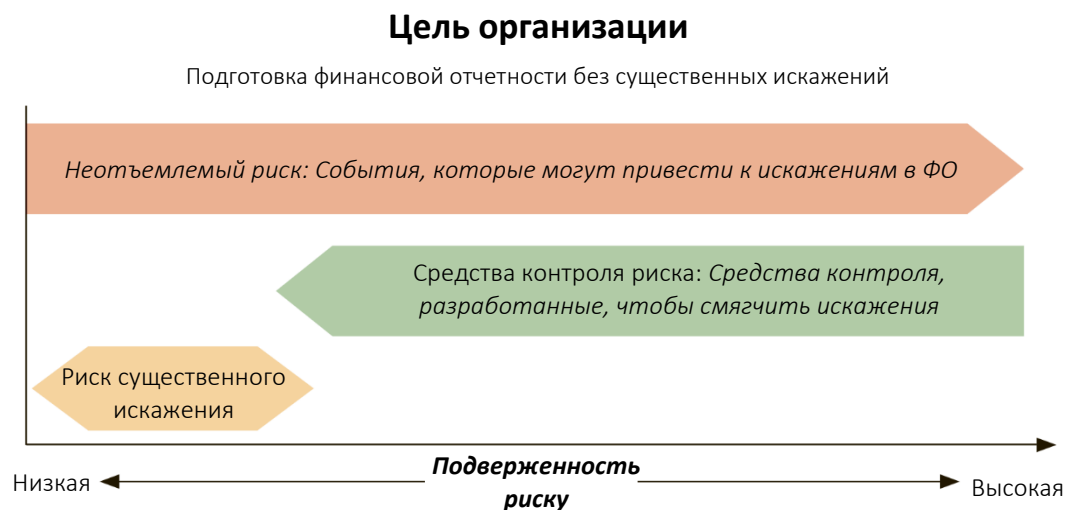 Цель организации
Подготовка финансовой отчетности без существенных искажений
Неотъемлемый риск: События, которые могут привести к искажениям в ФО
Средства контроля риска: Средства контроля,
разработанные, чтобы смягчить искажения
Риск существенного
искажения
Низкая
Подверженность
риску
Высокая